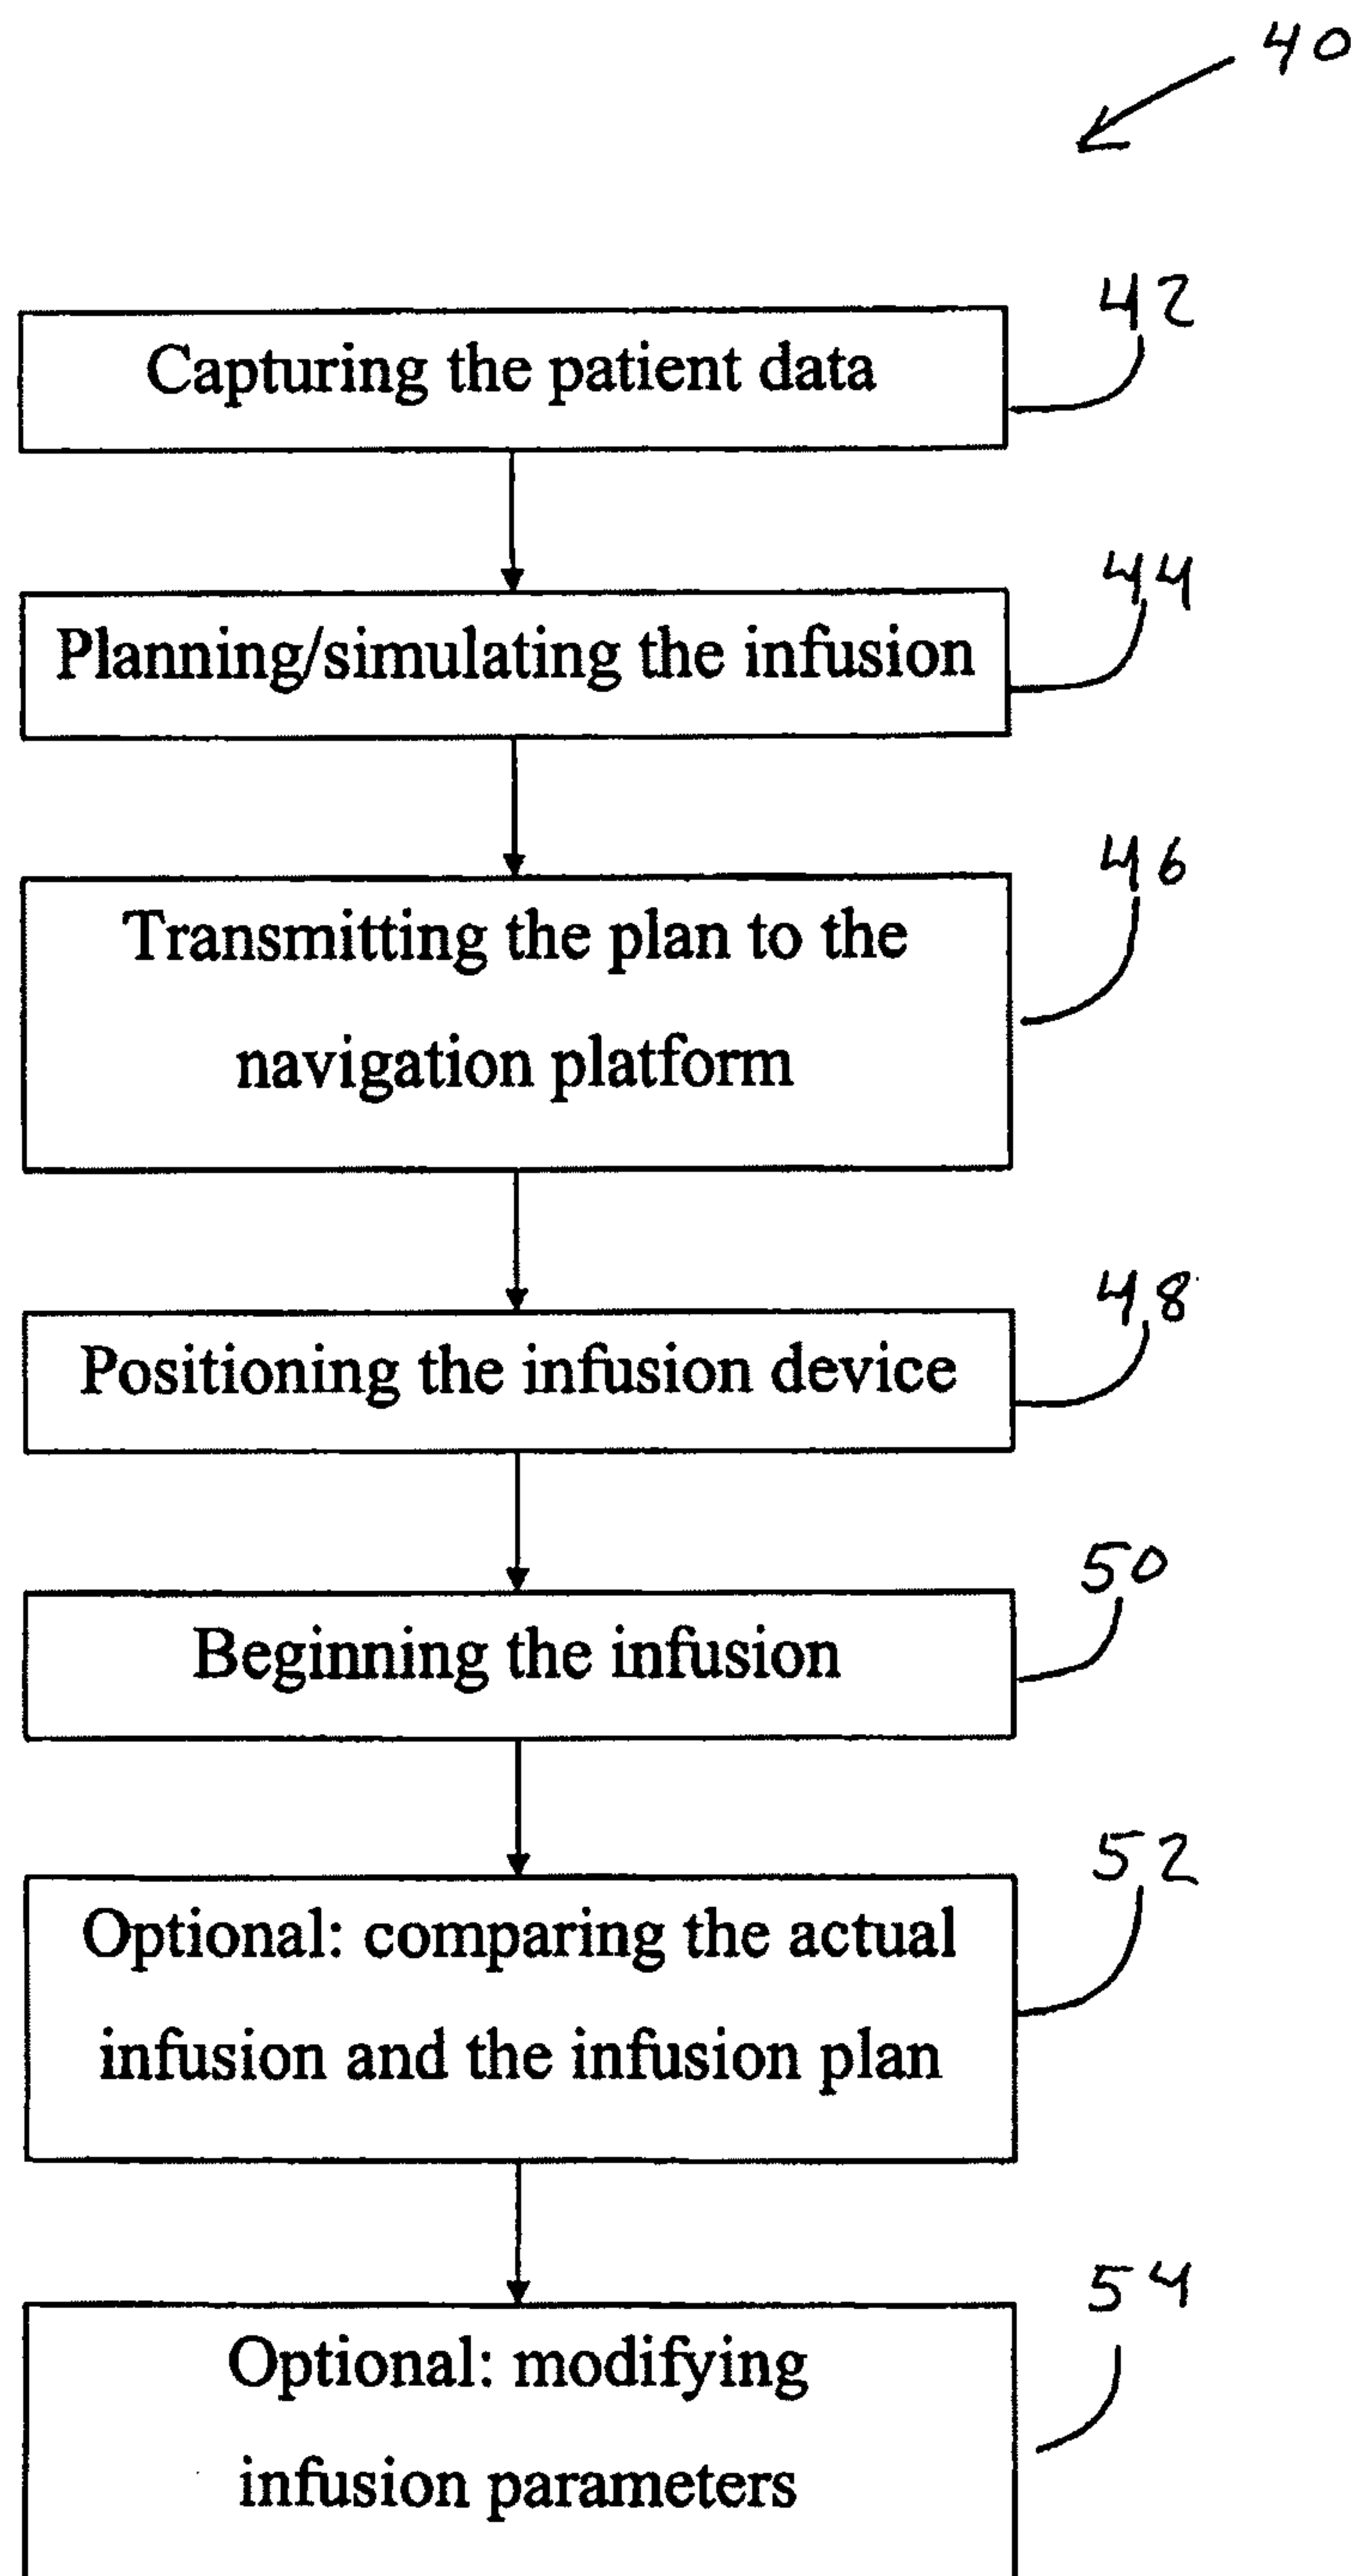 40
42
Capturing the patient data
44
Planning/simulating the infusion
46
Transmitting the plan to the
navigation platform
48
Positioning the infusion device
50
Beginning the infusion
52
Optional: comparing the actual
infusion and the infusion plan
54
Optional: modifying
infusion parameters